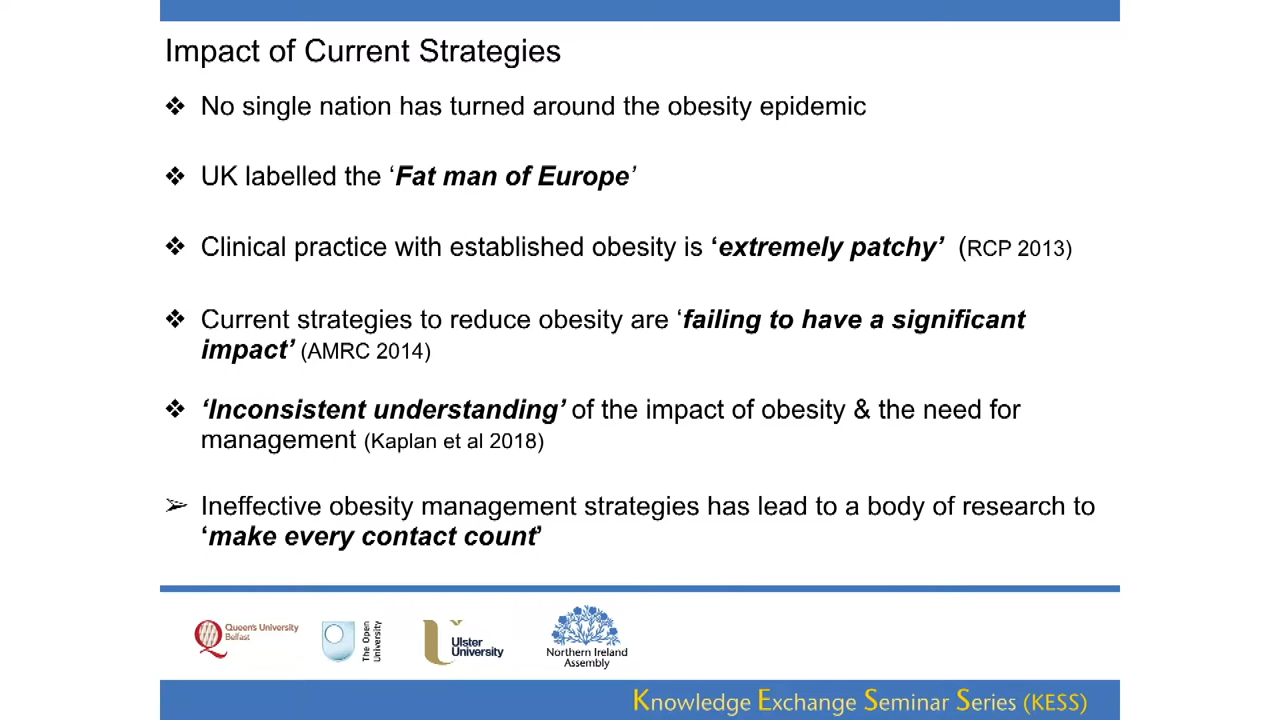 Impact of Current Strategies
❖ No single nation has turned around the obesity epidemic
❖ UK labelled the ‘Fat man of Europe’
❖ Clinical practice with established obesity is ‘extremely patchy’ (RCP 2013)
❖ Current strategies to reduce obesity are ‘failing to have a significant
impact’ (AMRC 2014)
❖ ‘Inconsistent understanding’ of the impact of obesity & the need for
management (Kaplan et al 2018)
➢ Ineffective obesity management strategies has lead to a body of research to
‘make every contact count’
Queen's University
Belfast
The Open
University
Ulster
University
Northern Ireland
Assembly
Knowledge Exchange Seminar Series (KESS)